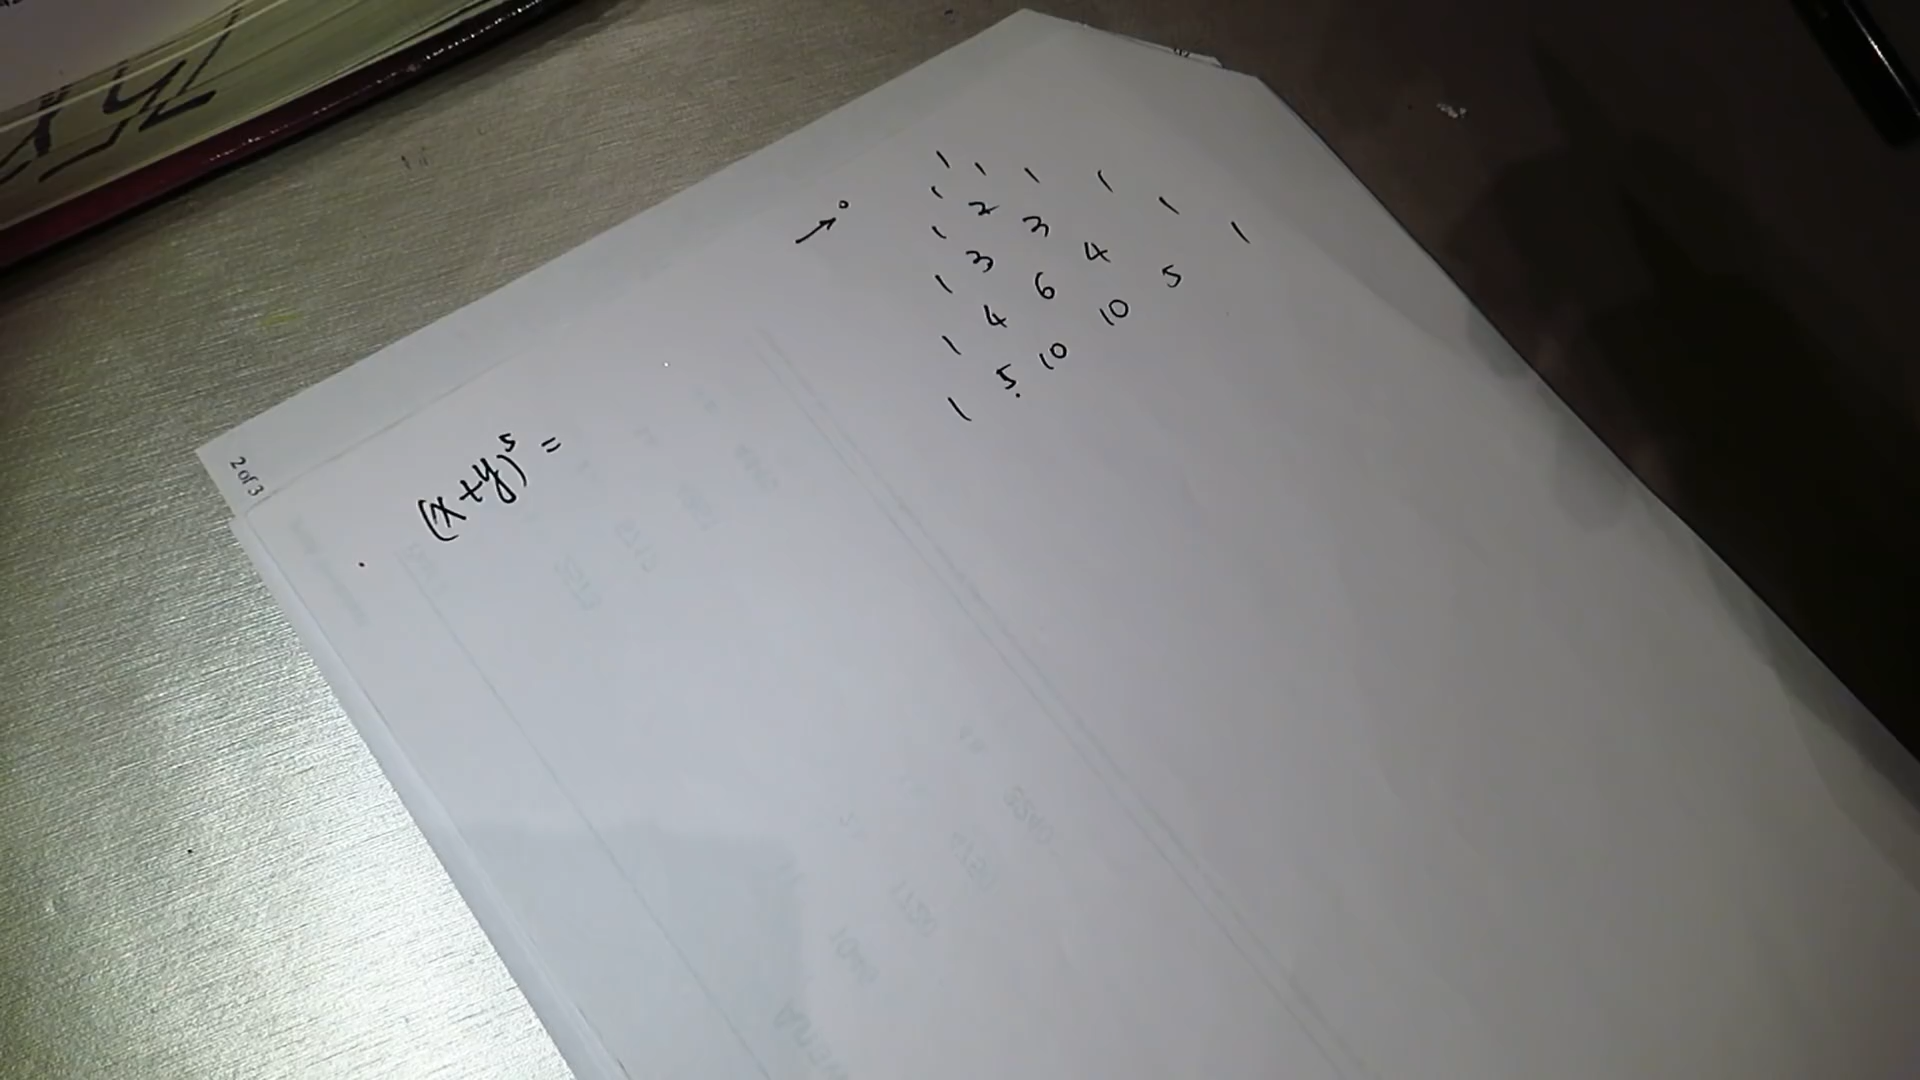 2 of 3
(x+y)⁵ =
→ 0
1
1 1
1 2 1
1 3 3 1
1 4 6 4 1
1 5 10 10 5 1